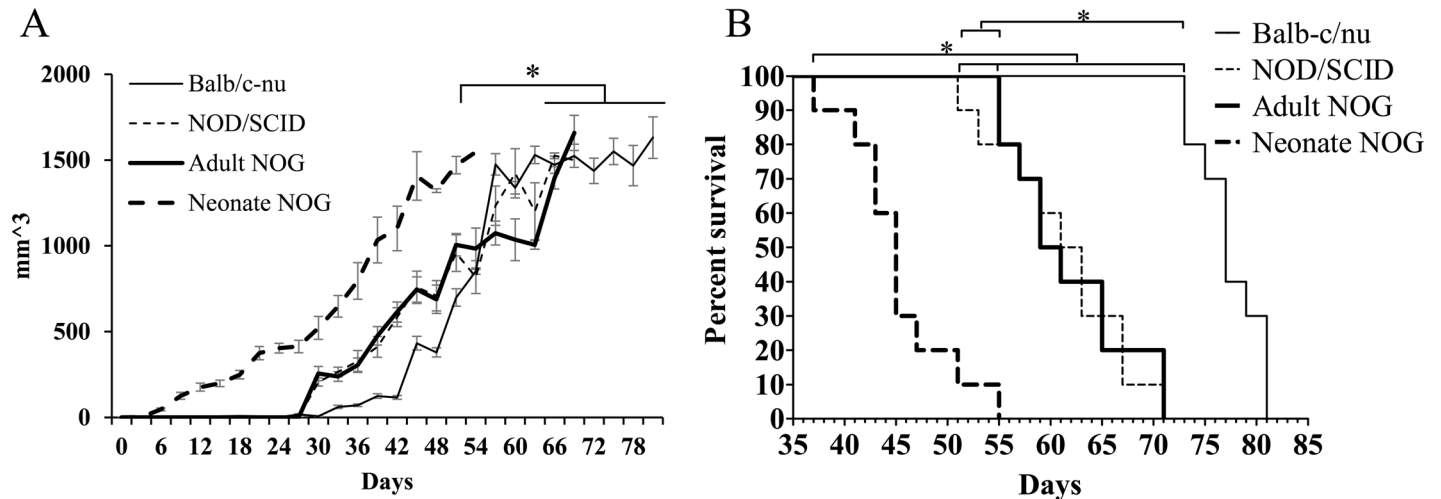 A
Balb/c-nu
NOD/SCID
Adult NOG
Neonate NOG
*
2000
1500
1000
500
0
mm^3
0 6 12 18 24 30 36 42 48 54 60 66 72 78
Days
B
*
*
Balb-c/nu
NOD/SCID
Adult NOG
Neonate NOG
100
90
80
70
60
50
40
30
20
10
0
Percent survival
35 40 45 50 55 60 65 70 75 80 85
Days